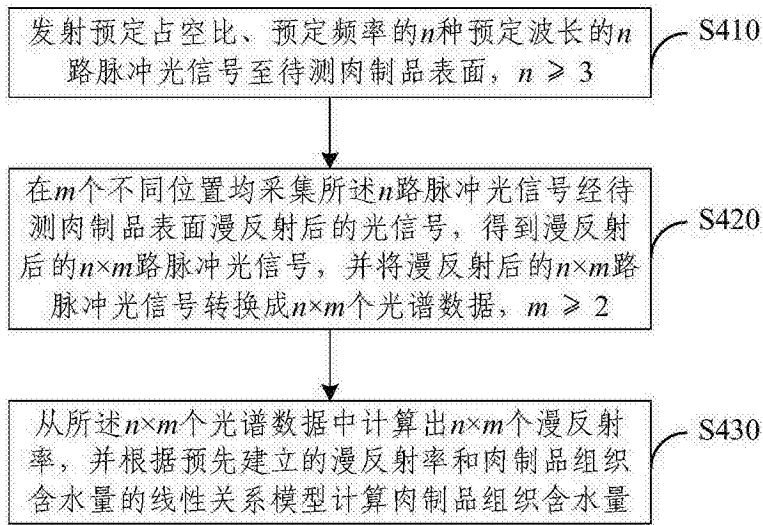 发射预定占空比、预定频率的n种预定波长的n
路脉冲光信号至待测肉制品表面，n ≥ 3
S410
在m个不同位置均采集所述n路脉冲光信号经待
测肉制品表面漫反射后的光信号，得到漫反射
后的n×m路脉冲光信号，并将漫反射后的n×m路
脉冲光信号转换成n×m个光谱数据，m ≥ 2
S420
从所述n×m个光谱数据中计算出n×m个漫反射
率，并根据预先建立的漫反射率和肉制品组织
含水量的线性关系模型计算肉制品组织含水量
S430